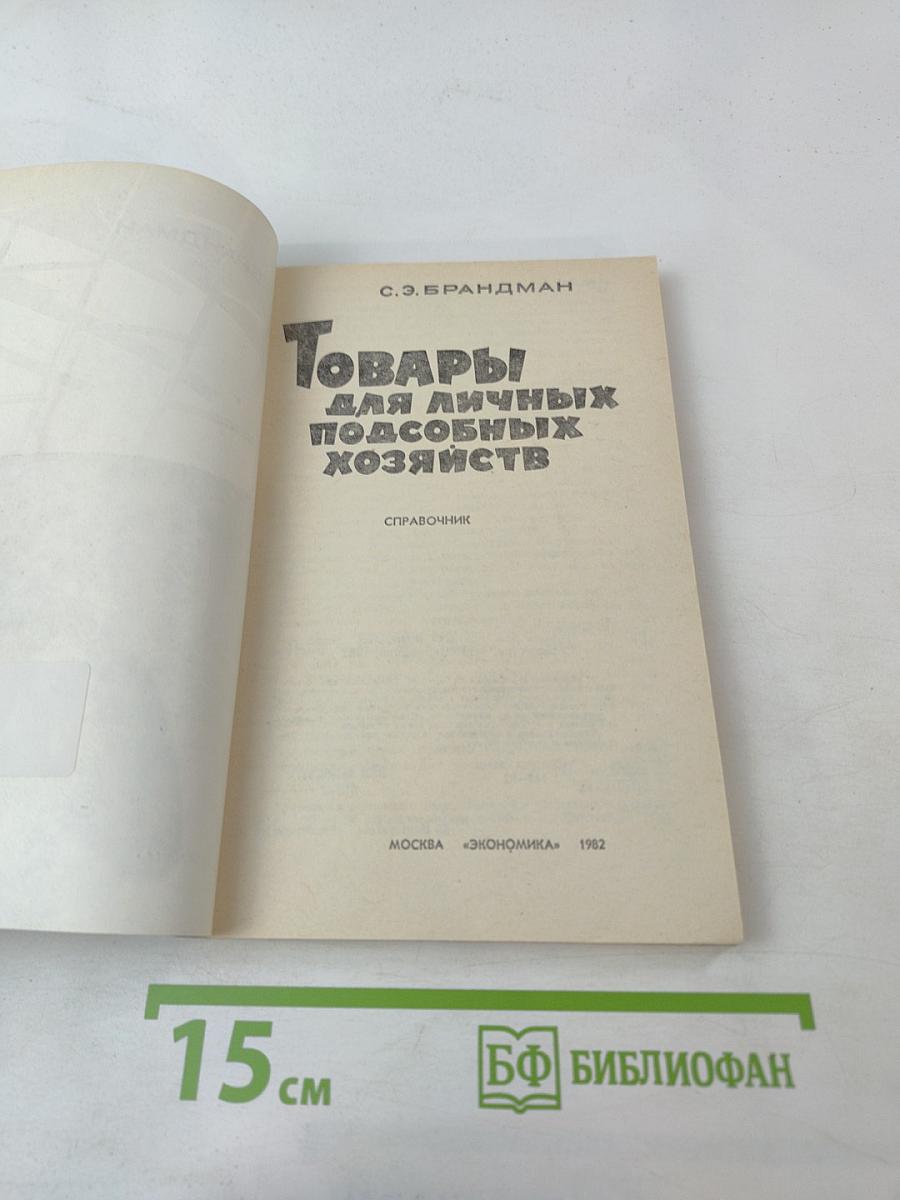 С.Э.БРАНДМАН
ТОВАРЫ
ДЛЯ ЛИЧНЫХ
ПОДСОБНЫХ
ХОЗЯЙСТВ
СПРАВОЧНИК
МОСКВА «ЭКОНОМИКА» 1982
15 см
БФ БИБЛИОФАН